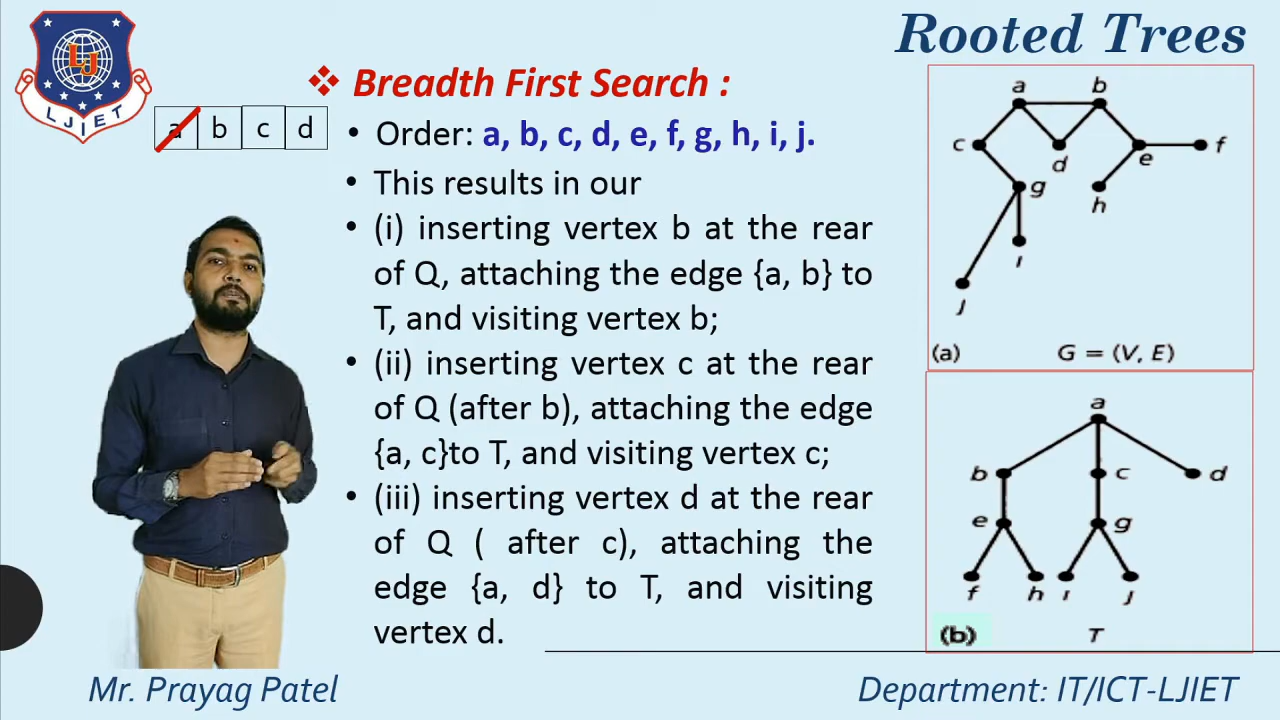 Rooted Trees
LJ
LJIET
❖ Breadth First Search :
a b c d
• Order: a, b, c, d, e, f, g, h, i, j.
• This results in our
• (i) inserting vertex b at the rear
of Q, attaching the edge {a, b} to
T, and visiting vertex b;
• (ii) inserting vertex c at the rear
of Q (after b), attaching the edge
{a, c}to T, and visiting vertex c;
• (iii) inserting vertex d at the rear
of Q ( after c), attaching the
edge {a, d} to T, and visiting
vertex d.
a b
c d e f
g h
i
j
(a) G = (V, E)
a
b c d
e g
f h i j
(b) T
Mr. Prayag Patel
Department: IT/ICT-LJIET